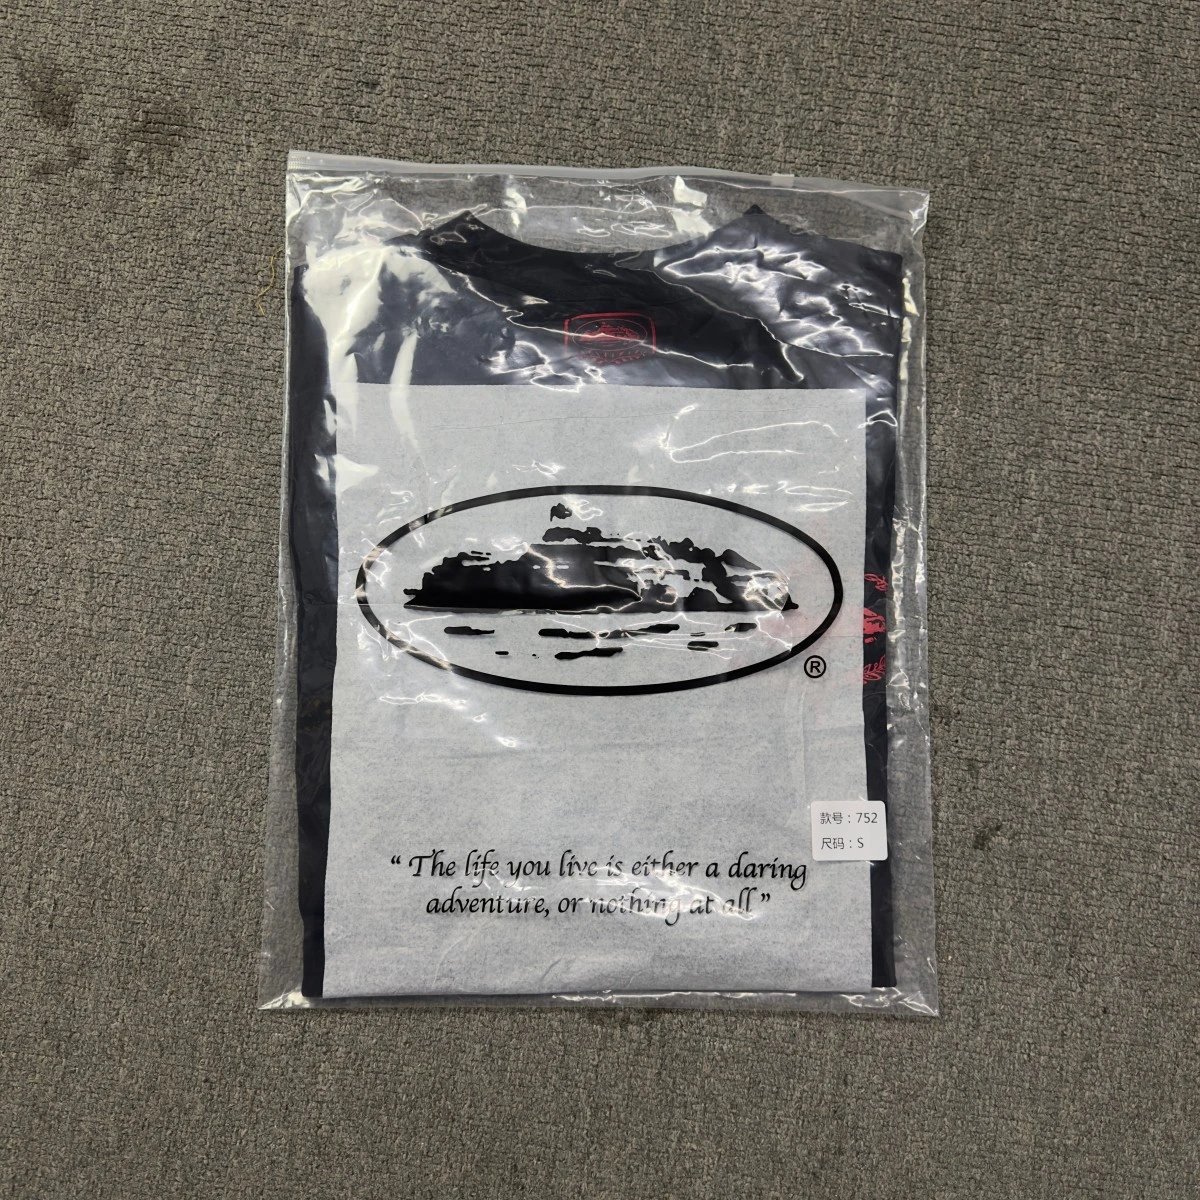 ®
款号：752
尺码：S
“ The life you live is either a daring
adventure, or nothing at all ”